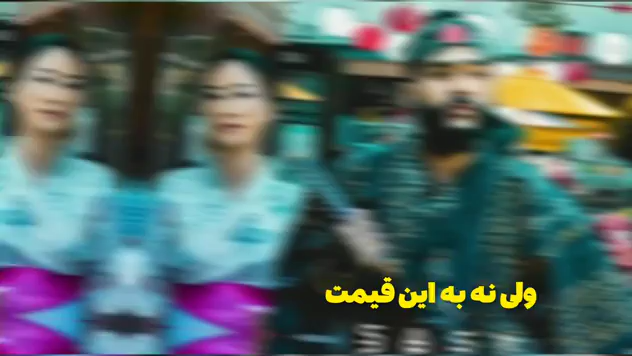 ولی نه به این قیمت